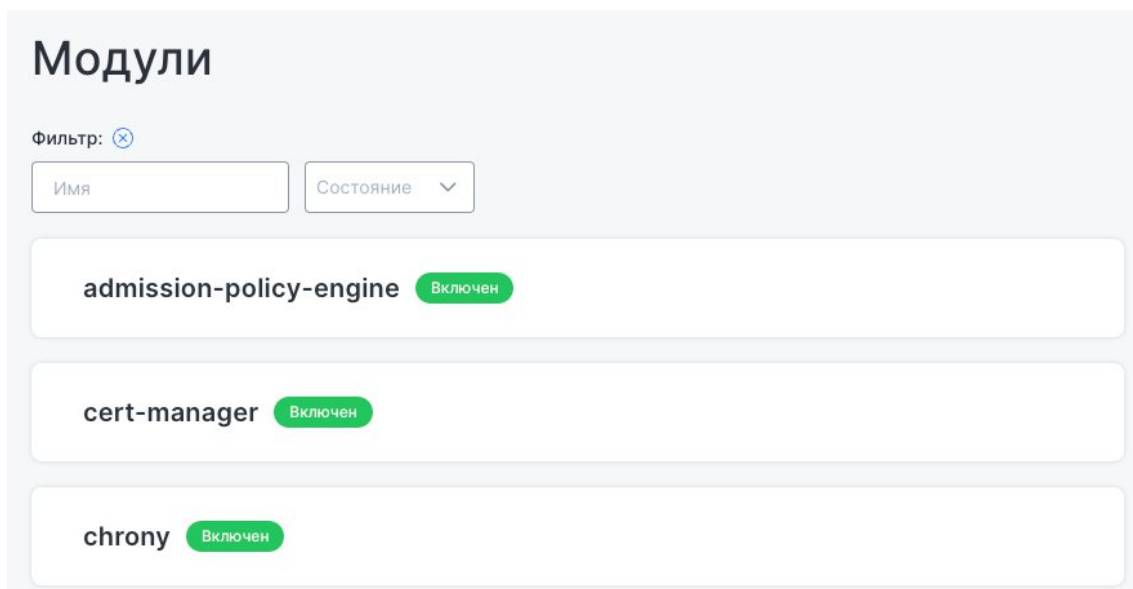 Модули
Фильтр:
Имя Состояние
admission-policy-engine Включен
cert-manager Включен
chrony Включен